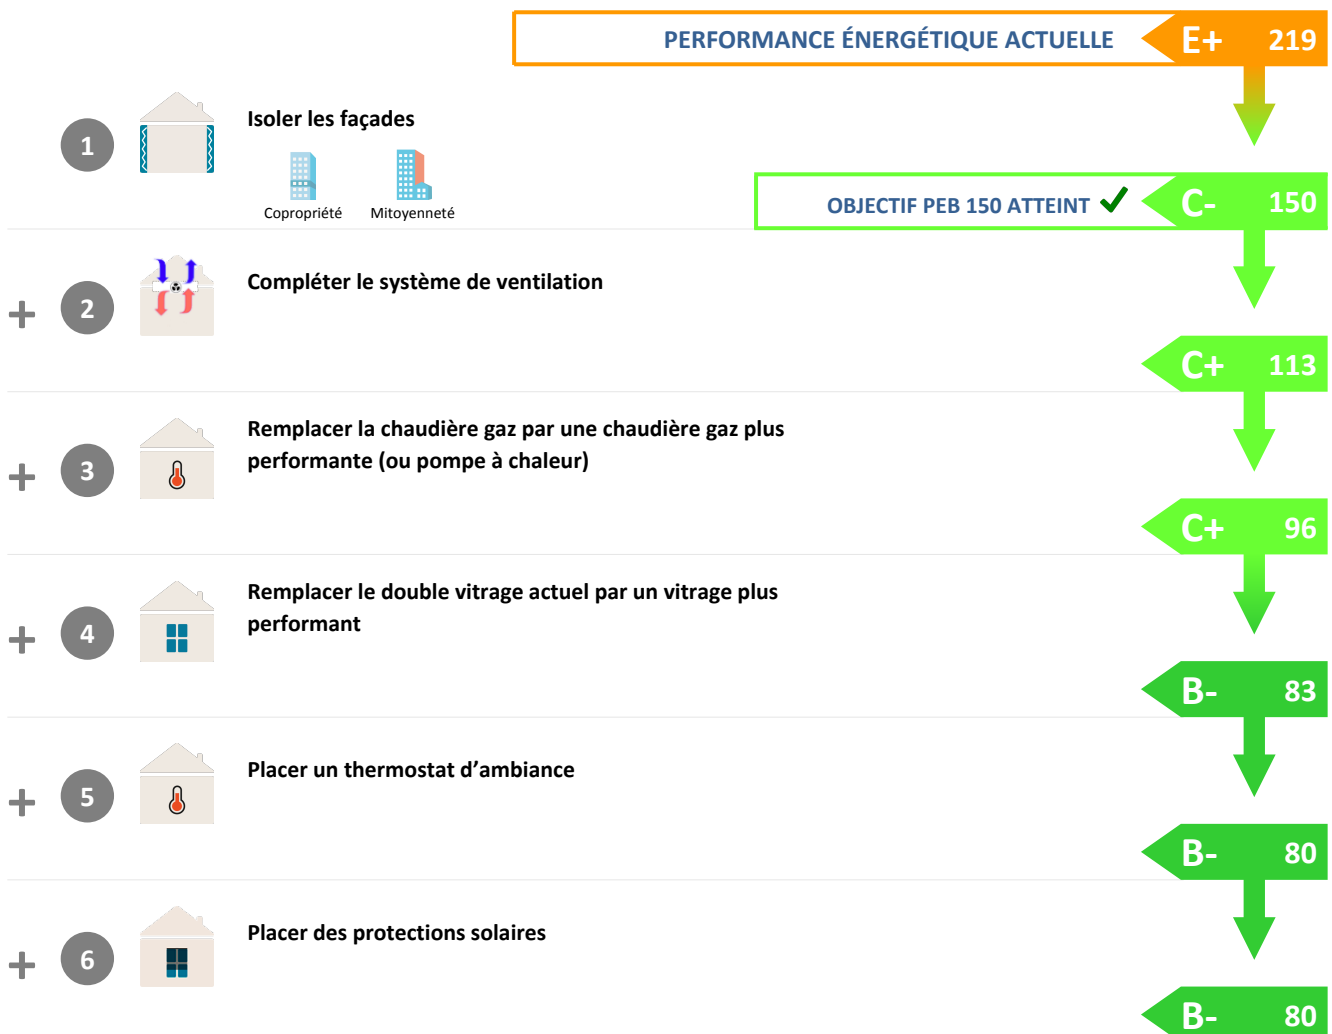 PERFORMANCE ÉNERGÉTIQUE ACTUELLE E+ 219
1 Isoler les façades
Copropriété Mitoyenneté
OBJECTIF PEB 150 ATTEINT ✓ C- 150
+ 2 Compléter le système de ventilation
C+ 113
+ 3 Remplacer la chaudière gaz par une chaudière gaz plus
performante (ou pompe à chaleur)
C+ 96
+ 4 Remplacer le double vitrage actuel par un vitrage plus
performant
B- 83
+ 5 Placer un thermostat d’ambiance
B- 80
+ 6 Placer des protections solaires
B- 80